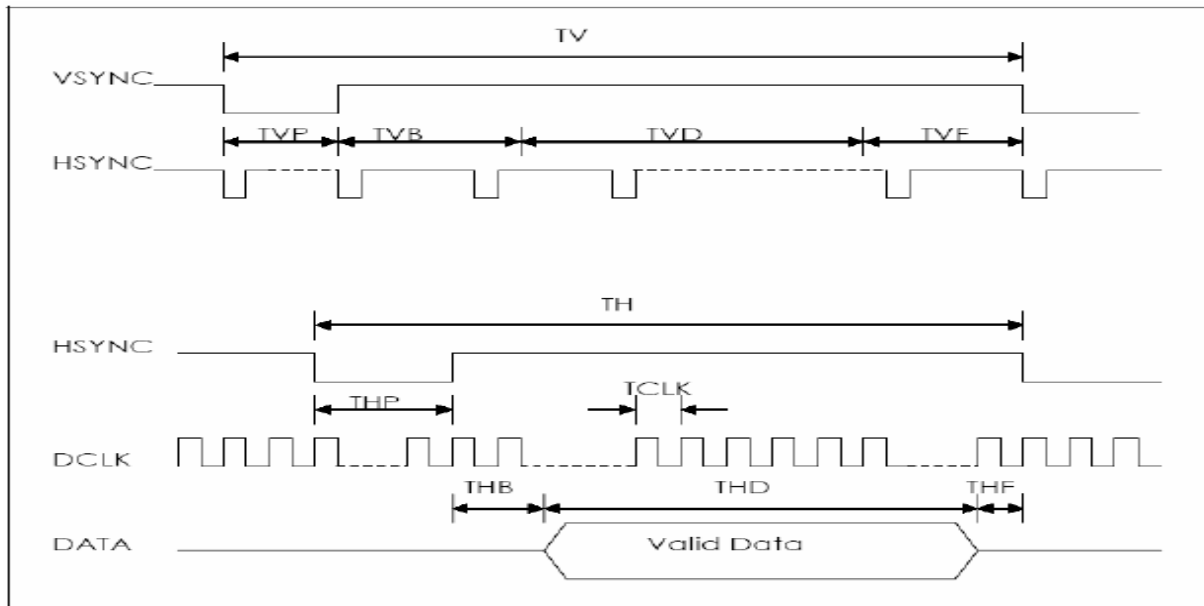 TV
VSYNC
TVP TVB TVD TVF
HSYNC
TH
HSYNC
THP TCLK
DCLK
THB THD THF
DATA Valid Data